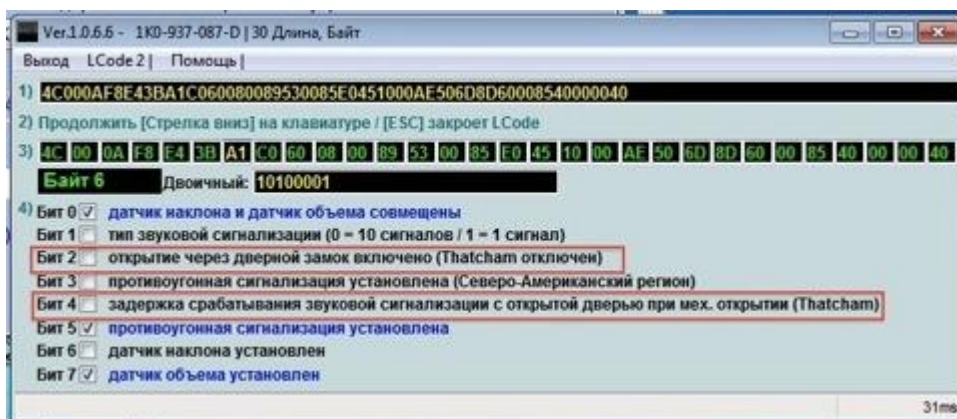 Ver.1.0.6.6 - 1K0-937-087-D | 30 Длина, Байт
Выход LCode 2 | Помощь |
1) 4C000AF8E43BA1C060080089530085E0451000AE506D8D60008540000040
2) Продолжить [Стрелка вниз] на клавиатуре / [ESC] закроет LCode
3) 4C 00 0A F8 E4 3B A1 C0 60 08 00 89 53 00 85 E0 45 10 00 AE 50 6D 8D 60 00 85 40 00 00 40
Байт 6 Двоичный: 10100001
4) Бит 0 датчик наклона и датчик объема совмещены
Бит 1 тип звуковой сигнализации (0 = 10 сигналов / 1 = 1 сигнал)
Бит 2 открытие через дверной замок включено (Thatcham отключен)
Бит 3 противоугонная сигнализация установлена (Северо-Американский регион)
Бит 4 задержка срабатывания звуковой сигнализации с открытой дверью при мех. открытии (Thatcham)
Бит 5 противоугонная сигнализация установлена
Бит 6 датчик наклона установлен
Бит 7 датчик объема установлен
31ms